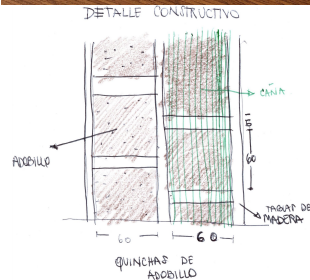 DETALLE CONSTRUCTIVO
CAÑA
ADOBILLO
60
TABLAS DE
MADERA
60
60
QUINCHAS DE
ADOBILLO